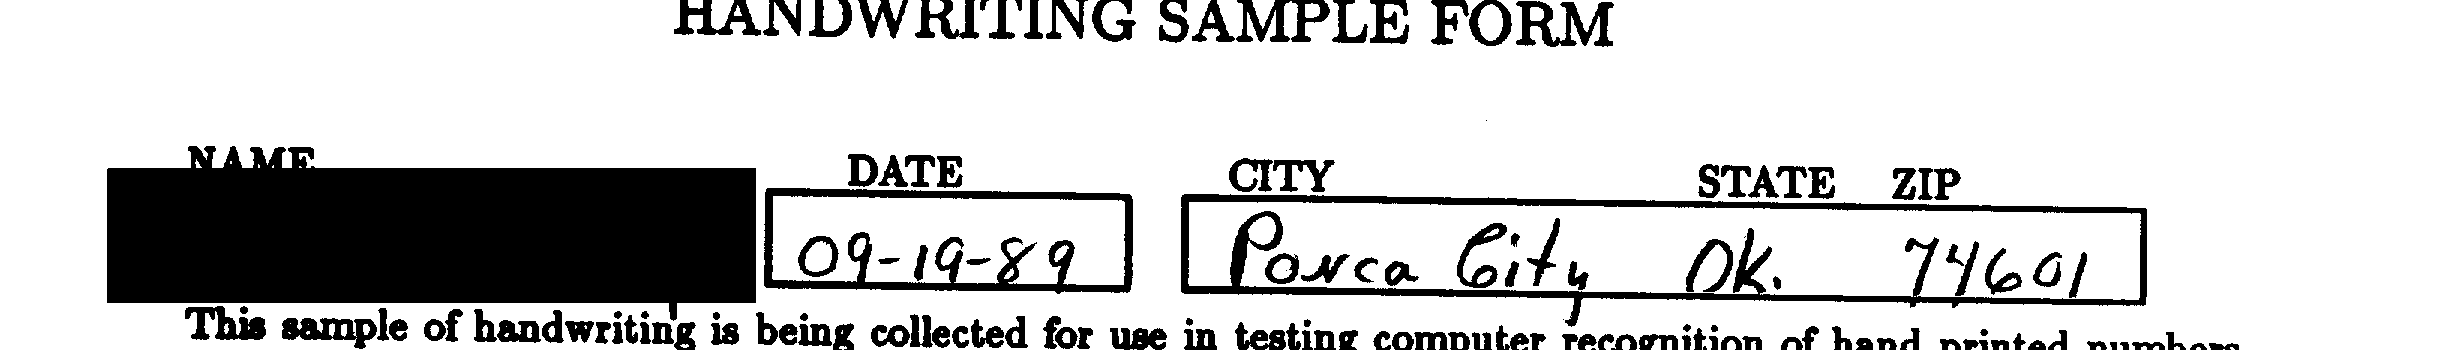 HANDWRITING SAMPLE FORM
NAME DATE CITY STATE ZIP
09-19-89 Ponca City OK. 74601
This sample of handwriting is being collected for use in testing computer recognition of hand printed numbers